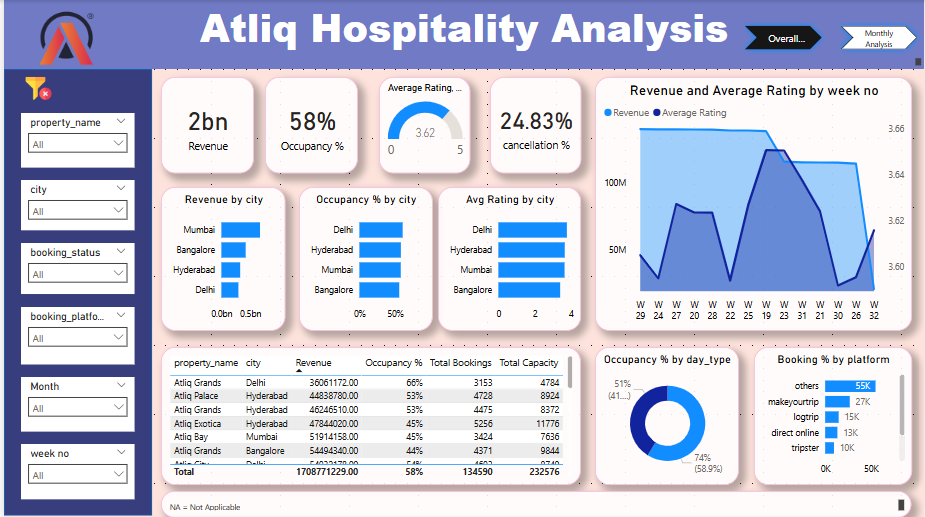 Atliq Hospitality Analysis
Overall...
Monthly
Analysis
property_name
All
city
All
booking_status
All
booking_platfo...
All
Month
All
week no
All
2bn
Revenue
58%
Occupancy %
Average Rating, ...
3.62
0
5
24.83%
cancellation %
Revenue and Average Rating by week no
Revenue
Average Rating
100M
50M
3.66
3.64
3.62
3.60
W W W W W W W W W W W W W
29 24 27 20 28 22 25 19 23 31 21 30 26 32
Revenue by city
Mumbai
Bangalore
Hyderabad
Delhi
0.0bn 0.5bn
Occupancy % by city
Delhi
Hyderabad
Mumbai
Bangalore
0% 50%
Avg Rating by city
Delhi
Hyderabad
Mumbai
Bangalore
0 2 4
property_name city Revenue Occupancy % Total Bookings Total Capacity
Atliq Grands Delhi 36061172.00 66% 3153 4784
Atliq Palace Hyderabad 44838780.00 53% 4728 8924
Atliq Grands Hyderabad 46246510.00 53% 4475 8372
Atliq Exotica Hyderabad 47844020.00 45% 5256 11776
Atliq Bay Mumbai 51914158.00 45% 3424 7636
Atliq Grands Bangalore 54494340.00 44% 4371 9844
Atliq City Delhi
Total 1708771229.00 58% 134590 232576
Occupancy % by day_type
51%
(41....)
74%
(58.9%)
Booking % by platform
others 55K
makeyourtrip 27K
logtrip 15K
direct online 13K
tripster 10K
0K 50K
NA = Not Applicable